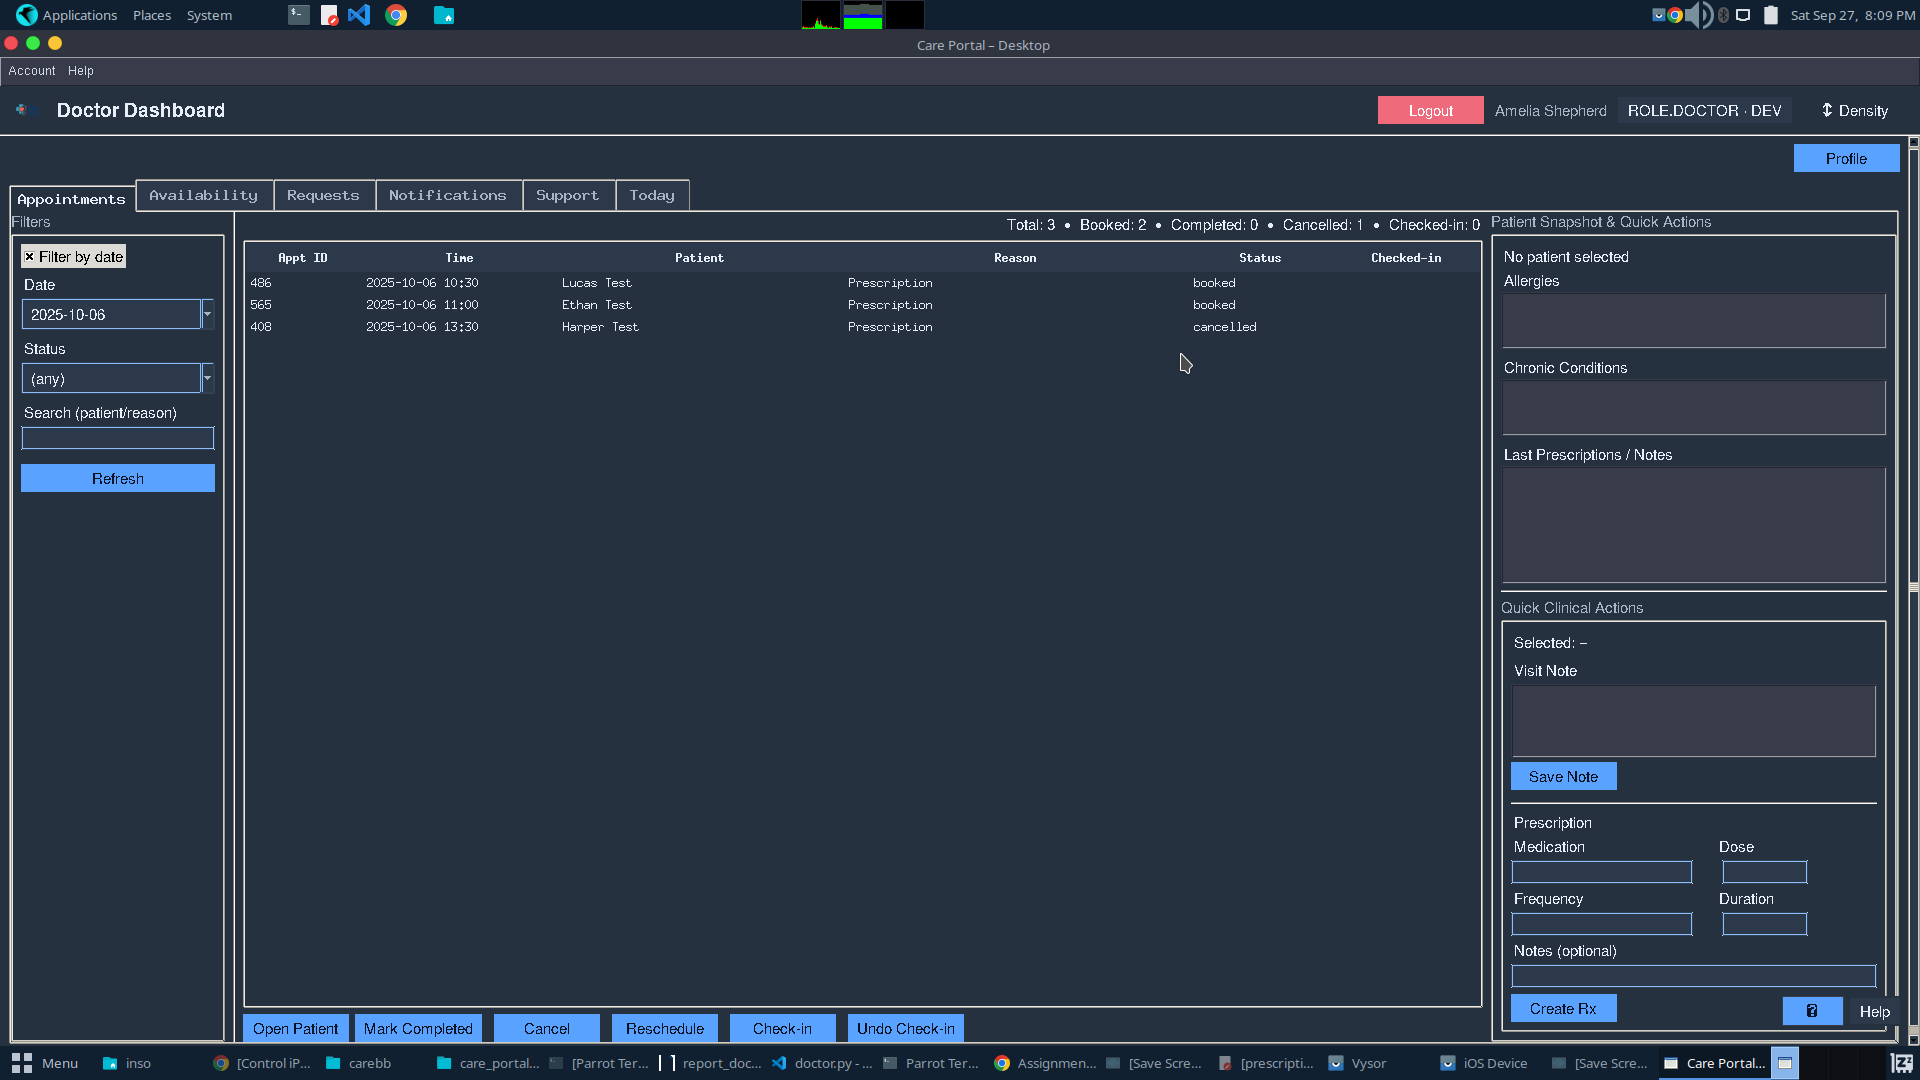 Applications Places System
Sat Sep 27, 8:09 PM
Care Portal – Desktop
Account Help
Doctor Dashboard
Logout Amelia Shepherd ROLE.DOCTOR · DEV ↕ Density
Profile
Appointments Availability Requests Notifications Support Today
Filters
Filter by date
Date
2025-10-06
Status
(any)
Search (patient/reason)
Refresh
Total: 3 • Booked: 2 • Completed: 0 • Cancelled: 1 • Checked-in: 0
Appt ID Time Patient Reason Status Checked-in
486 2025-10-06 10:30 Lucas Test Prescription booked
565 2025-10-06 11:00 Ethan Test Prescription booked
408 2025-10-06 13:30 Harper Test Prescription cancelled
Open Patient Mark Completed Cancel Reschedule Check-in Undo Check-in
Patient Snapshot & Quick Actions
No patient selected
Allergies
Chronic Conditions
Last Prescriptions / Notes
Quick Clinical Actions
Selected: –
Visit Note
Save Note
Prescription
Medication Dose
Frequency Duration
Notes (optional)
Create Rx ? Help
Menu inso [Control iP... carebb care_portal... [Parrot Ter... report_doc... doctor.py -... Parrot Ter... Assignmen... [Save Scre... [prescripti... Vysor iOS Device [Save Scre... Care Portal...